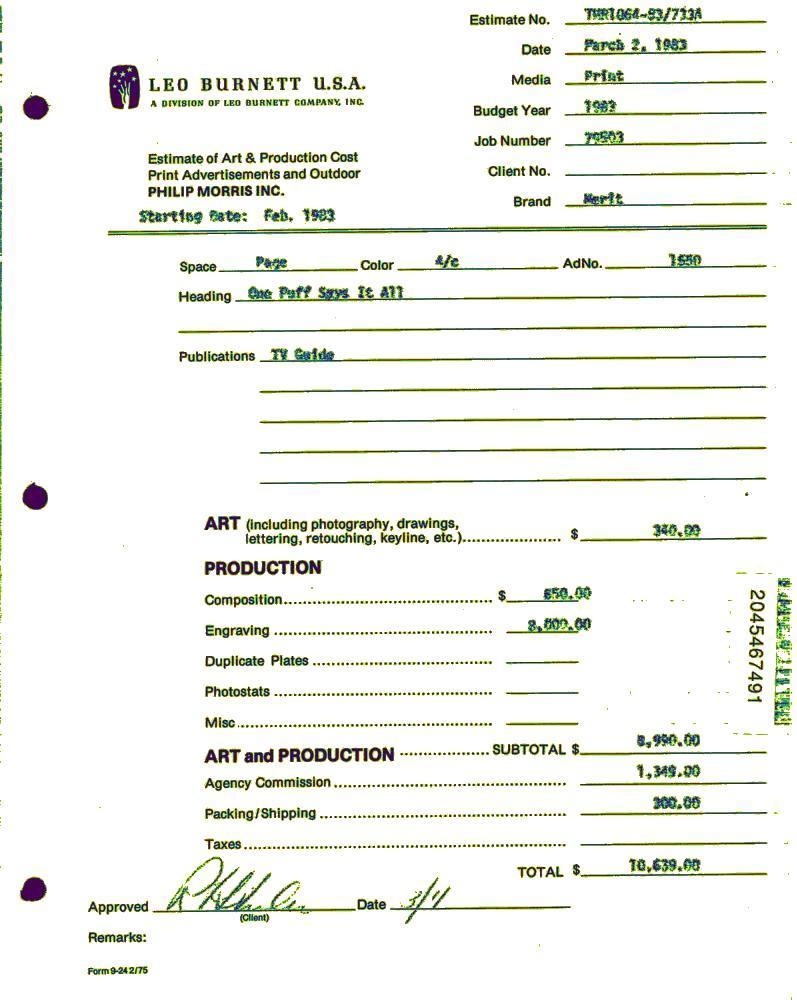 Estimate No. TMR1064-83/713A
Date March 2, 1983
Media Print
Budget Year 1983
Job Number 79503
Client No.
Brand Merit
LEO BURNETT U.S.A.
A DIVISION OF LEO BURNETT COMPANY, INC.
Estimate of Art & Production Cost
Print Advertisements and Outdoor
PHILIP MORRIS INC.
Starting Date: Feb. 1983
Space Page Color 4/c AdNo. 1550
Heading One Puff Says It All
Publications TV Guide
ART (including photography, drawings,
lettering, retouching, keyline, etc.)..................... $ 340.00
PRODUCTION
Composition........................................... $ 650.00
Engraving ............................................. 8,000.00
Duplicate Plates .....................................
Photostats .............................................
Misc.....................................................
ART and PRODUCTION .................. SUBTOTAL $ 8,990.00
Agency Commission ................................................ 1,349.00
Packing/Shipping ................................................... 300.00
Taxes.......................................................................
TOTAL $ 10,639.00
Approved Date
(Client)
Remarks:
Form 9-24 2/75
2045467491